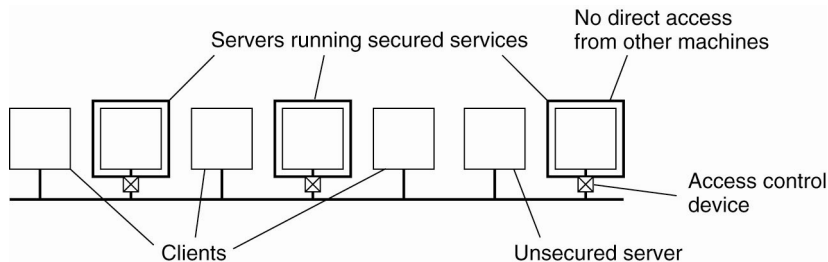 No direct access
from other machines
Servers running secured services
Access control
device
Clients
Unsecured server